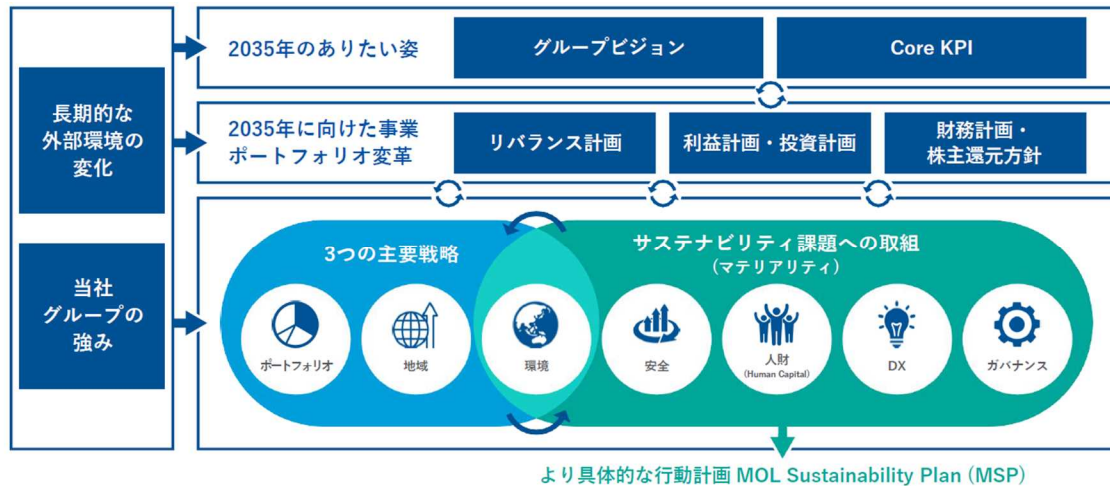 長期的な
外部環境の
変化
当社
グループの
強み
2035年のありたい姿
グループビジョン
Core KPI
2035年に向けた事業
ポートフォリオ変革
リバランス計画
利益計画・投資計画
財務計画・
株主還元方針
3つの主要戦略
サステナビリティ課題への取組
(マテリアリティ)
ポートフォリオ
地域
環境
安全
人財
(Human Capital)
DX
ガバナンス
より具体的な行動計画 MOL Sustainability Plan (MSP)